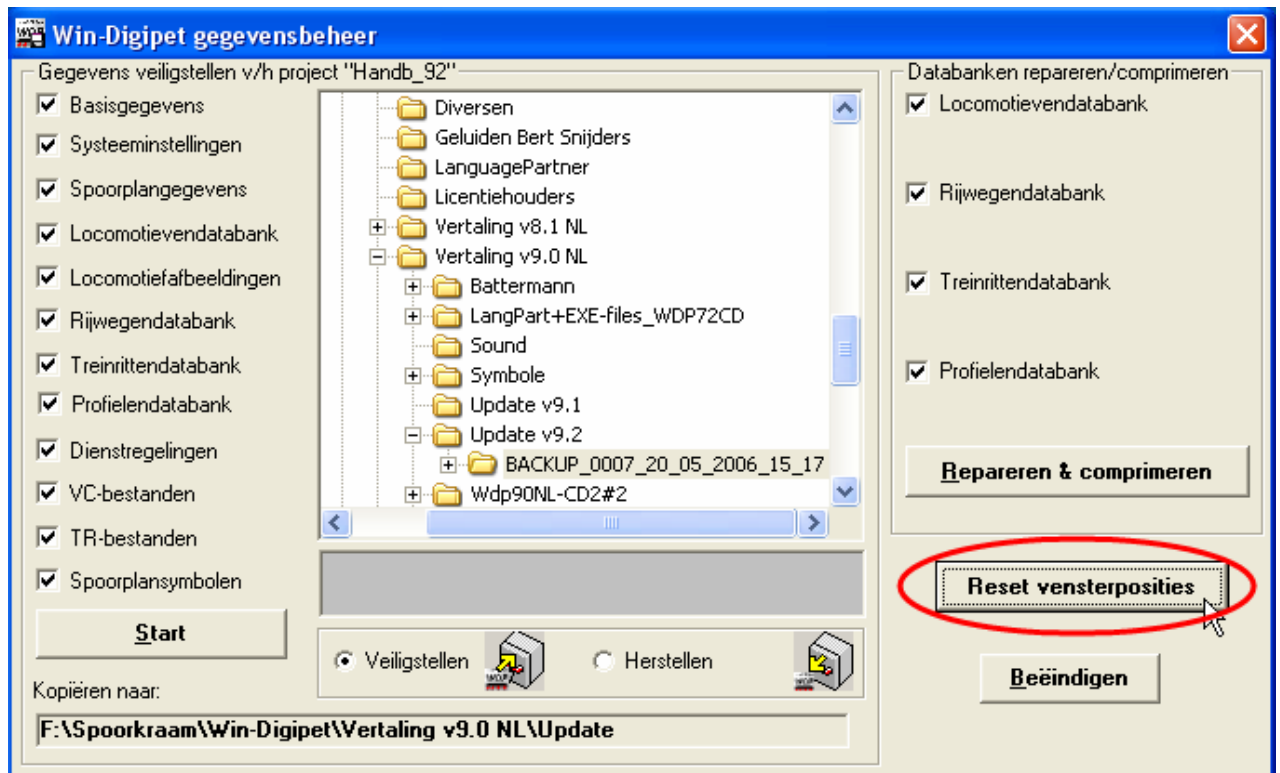 Win-Digipet gegevensbeheer
Gegevens veiligstellen v/h project "Handb_92"
Basisgegevens
Systeeminstellingen
Spoorplangegevens
Locomotievendatabank
Locomotiefafbeeldingen
Rijwegendatabank
Treinrittendatabank
Profielendatabank
Dienstregelingen
VC-bestanden
TR-bestanden
Spoorplansymbolen
Start
Diversen
Geluiden Bert Snijders
LanguagePartner
Licentiehouders
Vertaling v8.1 NL
Vertaling v9.0 NL
Battermann
LangPart+EXE-files_WDP72CD
Sound
Symbole
Update v9.1
Update v9.2
BACKUP_0007_20_05_2006_15_17
Wdp90NL-CD2#2
Veiligstellen
WDP
Herstellen
Kopiëren naar:
F:\Spoorkraam\Win-Digipet\Vertaling v9.0 NL\Update
Databanken repareren/comprimeren
Locomotievendatabank
Rijwegendatabank
Treinrittendatabank
Profielendatabank
Repareren & comprimeren
Reset vensterposities
Beëindigen